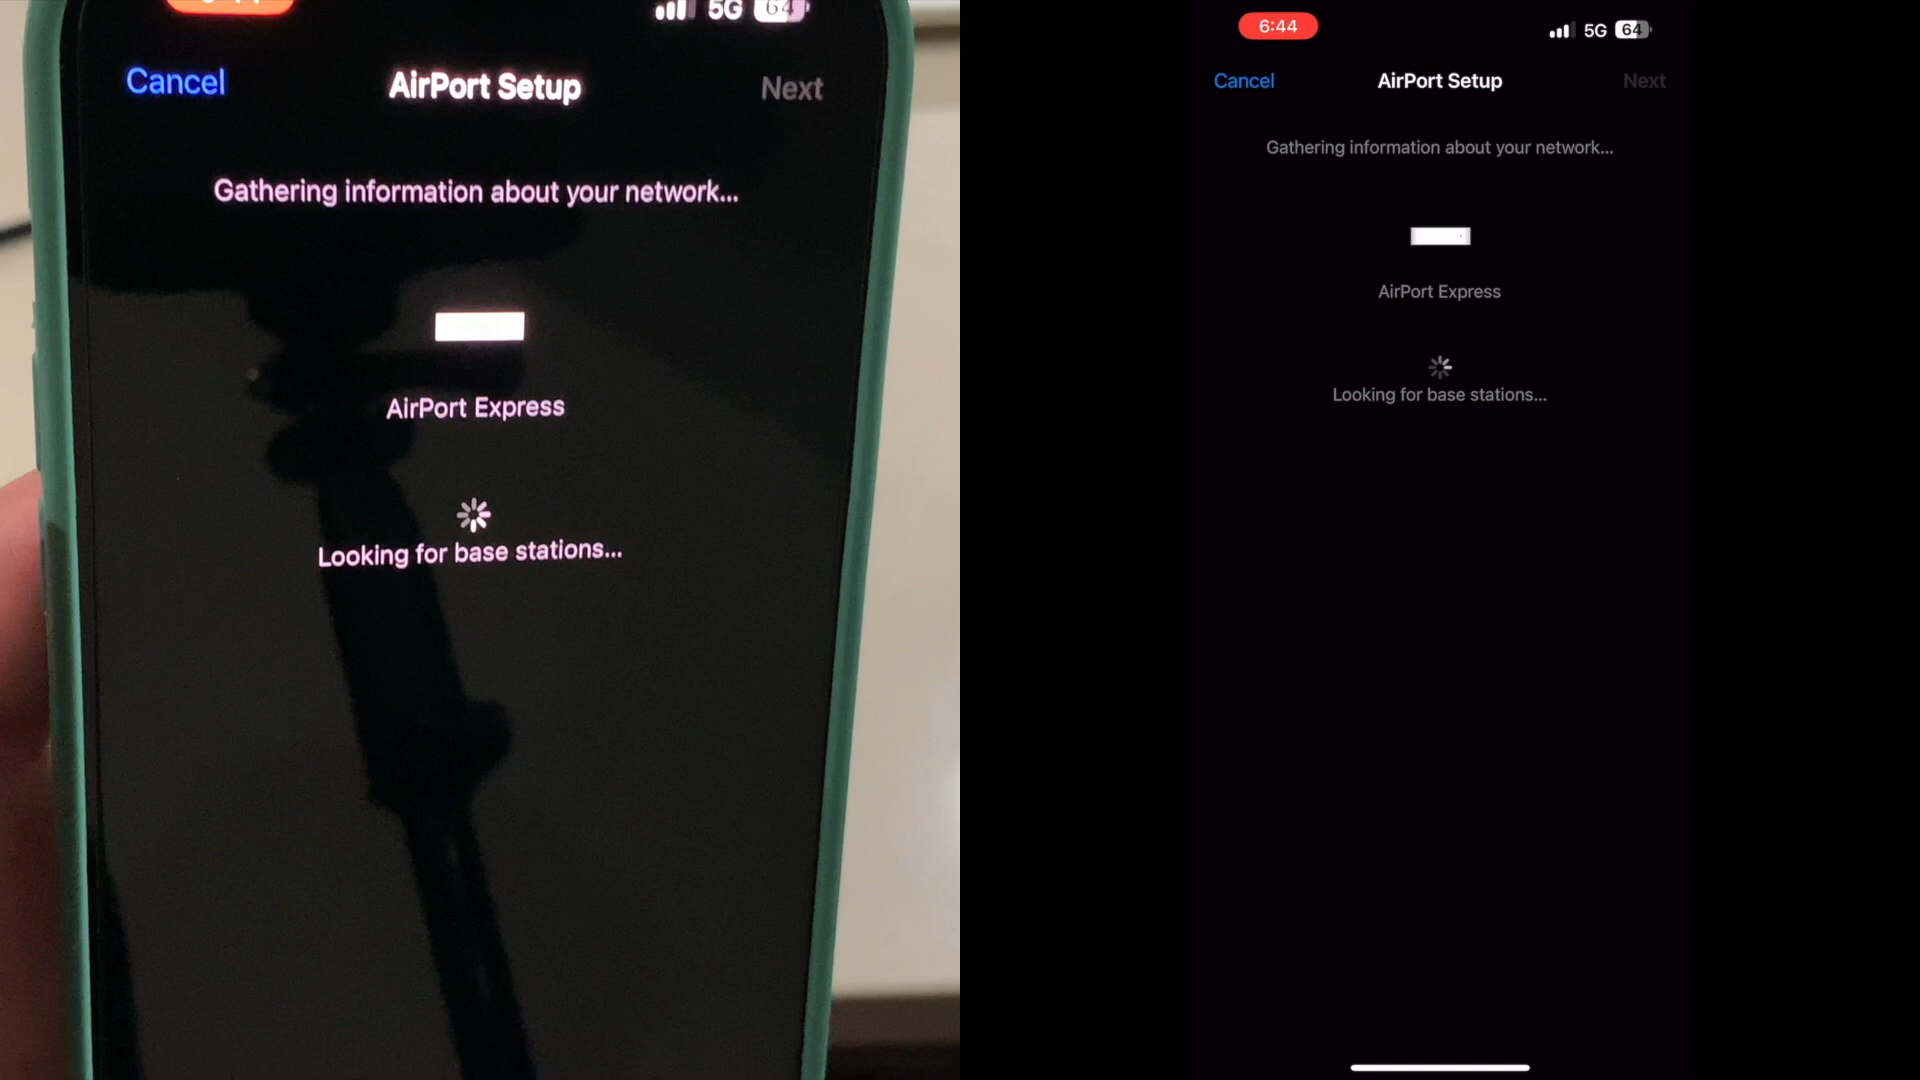 5G 64
Cancel AirPort Setup Next
Gathering information about your network...
AirPort Express
Looking for base stations...
6:44 5G 64
Cancel AirPort Setup Next
Gathering information about your network...
AirPort Express
Looking for base stations...